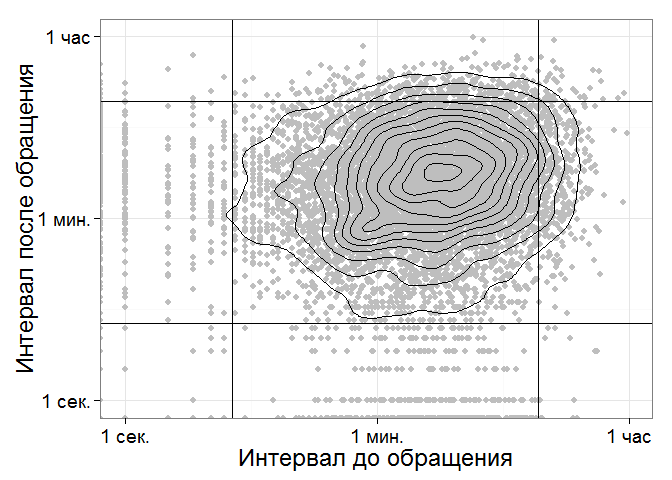 1 час
1 мин.
1 сек.
Интервал после обращения
1 сек.
1 мин.
1 час
Интервал до обращения